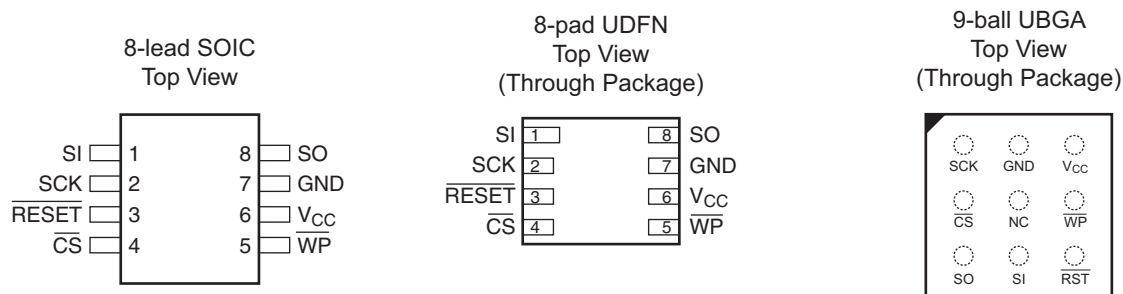 8-lead SOIC
Top View
SI 1 8 SO
SCK 2 7 GND
RESET 3 6 VCC
CS 4 5 WP
8-pad UDFN
Top View
(Through Package)
SI 1 8 SO
SCK 2 7 GND
RESET 3 6 VCC
CS 4 5 WP
9-ball UBGA
Top View
(Through Package)
SCK GND VCC
CS NC WP
SO SI RST